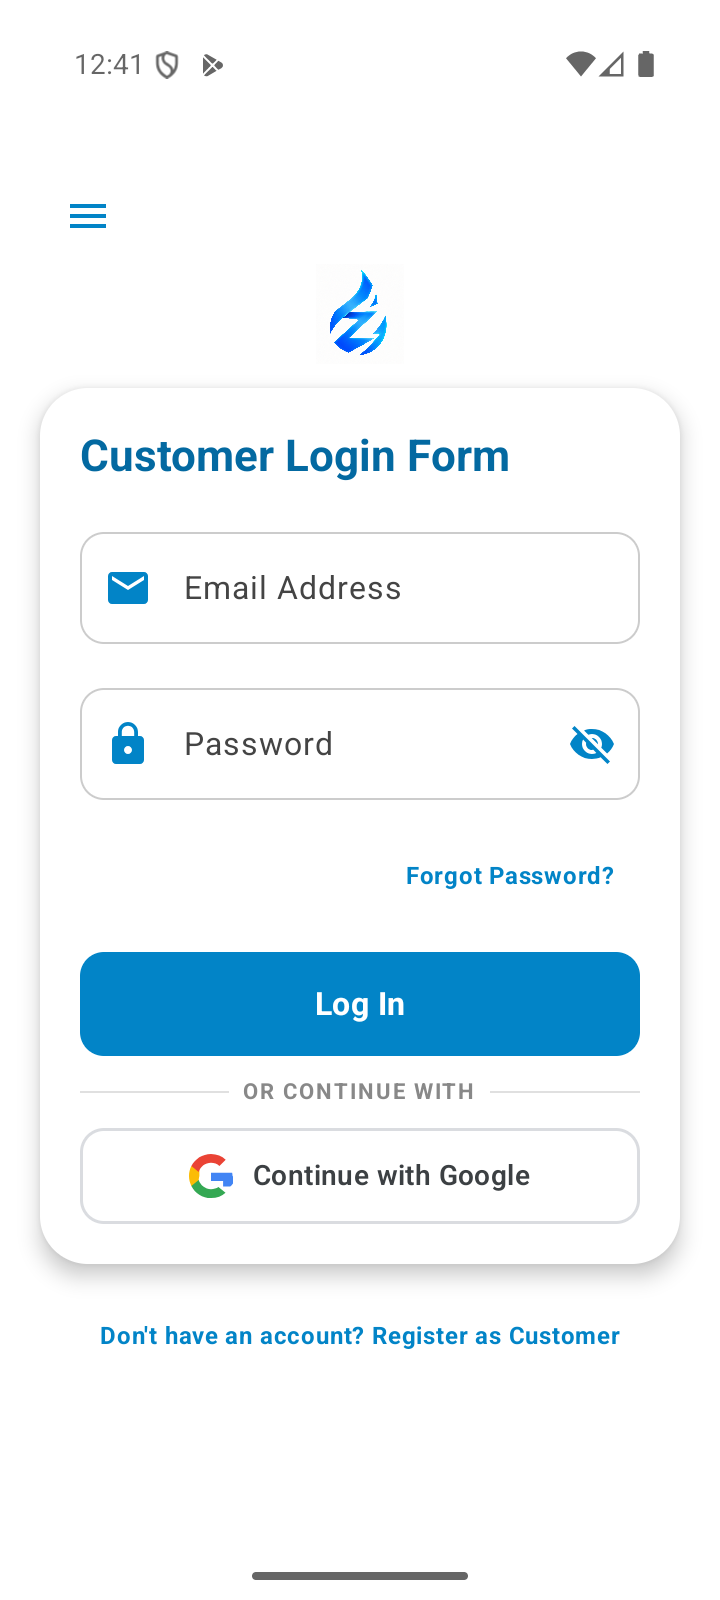 12:41
Customer Login Form
Email Address
Password
Forgot Password?
Log In
OR CONTINUE WITH
Continue with Google
Don't have an account? Register as Customer